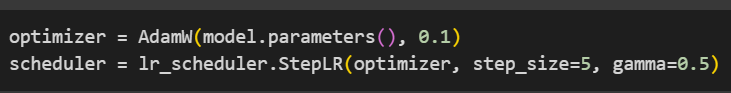 optimizer = AdamW(model.parameters(), 0.1)
scheduler = lr_scheduler.StepLR(optimizer, step_size=5, gamma=0.5)